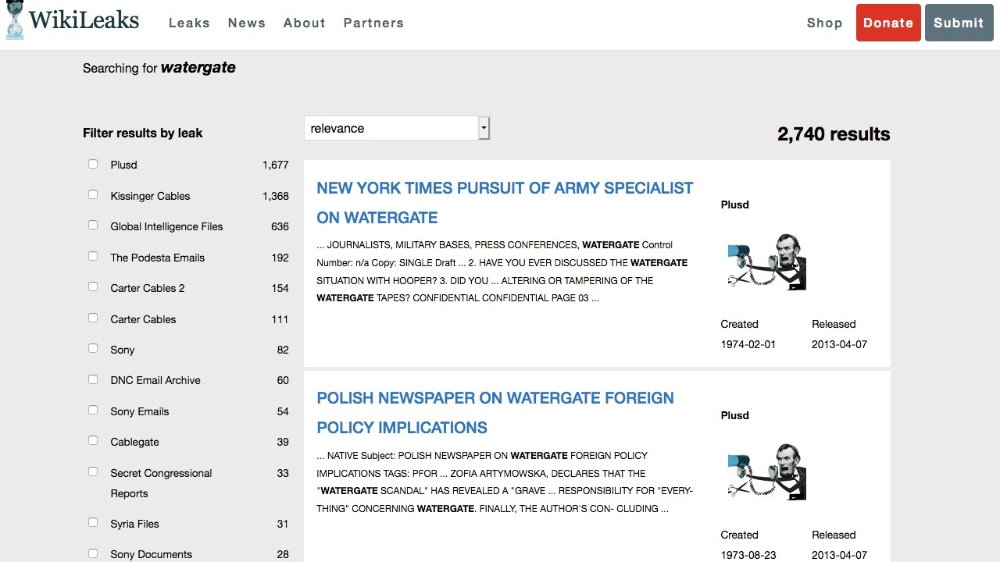 WikiLeaks Leaks News About Partners Shop Donate Submit
Searching for watergate
Filter results by leak
Plusd 1,677
Kissinger Cables 1,368
Global Intelligence Files 636
The Podesta Emails 192
Carter Cables 2 154
Carter Cables 111
Sony 82
DNC Email Archive 60
Sony Emails 54
Cablegate 39
Secret Congressional 33
Reports
Syria Files 31
Sony Documents 28
relevance
2,740 results
NEW YORK TIMES PURSUIT OF ARMY SPECIALIST
ON WATERGATE
... JOURNALISTS, MILITARY BASES, PRESS CONFERENCES, WATERGATE Control
Number: n/a Copy: SINGLE Draft ... 2. HAVE YOU EVER DISCUSSED THE WATERGATE
SITUATION WITH HOOPER? 3. DID YOU ... ALTERING OR TAMPERING OF THE
WATERGATE TAPES? CONFIDENTIAL CONFIDENTIAL PAGE 03 ...
Plusd
Created Released
1974-02-01 2013-04-07
POLISH NEWSPAPER ON WATERGATE FOREIGN
POLICY IMPLICATIONS
... NATIVE Subject: POLISH NEWSPAPER ON WATERGATE FOREIGN POLICY
IMPLICATIONS TAGS: PFOR ... ZOFIA ARTYMOWSKA, DECLARES THAT THE
"WATERGATE SCANDAL" HAS REVEALED A "GRAVE ... RESPONSIBILITY FOR "EVERY-
THING" CONCERNING WATERGATE. FINALLY, THE AUTHOR'S CON- CLUDING ...
Plusd
Created Released
1973-08-23 2013-04-07